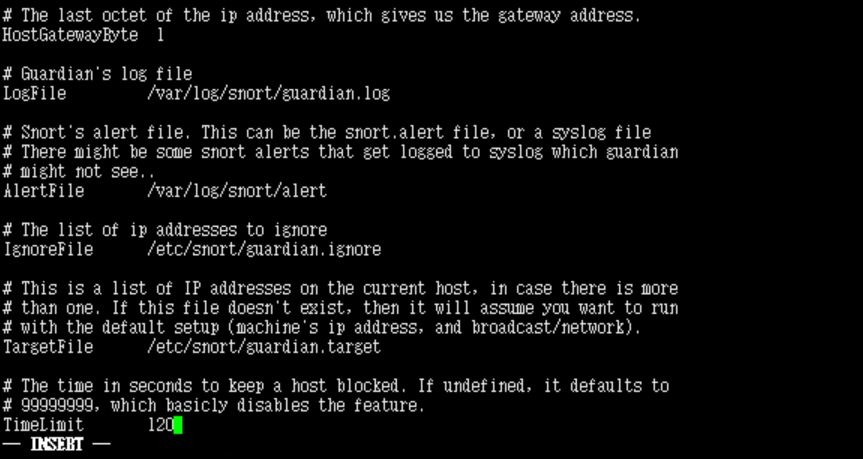 # The last octet of the ip address, which gives us the gateway address.
HostGatewayByte  1
# Guardian's log file
LogFile         /var/log/snort/guardian.log
# Snort's alert file. This can be the snort.alert file, or a syslog file
# There might be some snort alerts that get logged to syslog which guardian
# might not see..
AlertFile       /var/log/snort/alert
# The list of ip addresses to ignore
IgnoreFile      /etc/snort/guardian.ignore
# This is a list of IP addresses on the current host, in case there is more
# than one. If this file doesn't exist, then it will assume you want to run
# with the default setup (machine's ip address, and broadcast/network).
TargetFile      /etc/snort/guardian.target
# The time in seconds to keep a host blocked. If undefined, it defaults to
# 99999999, which basicly disables the feature.
TimeLimit       120
-- INSERT --